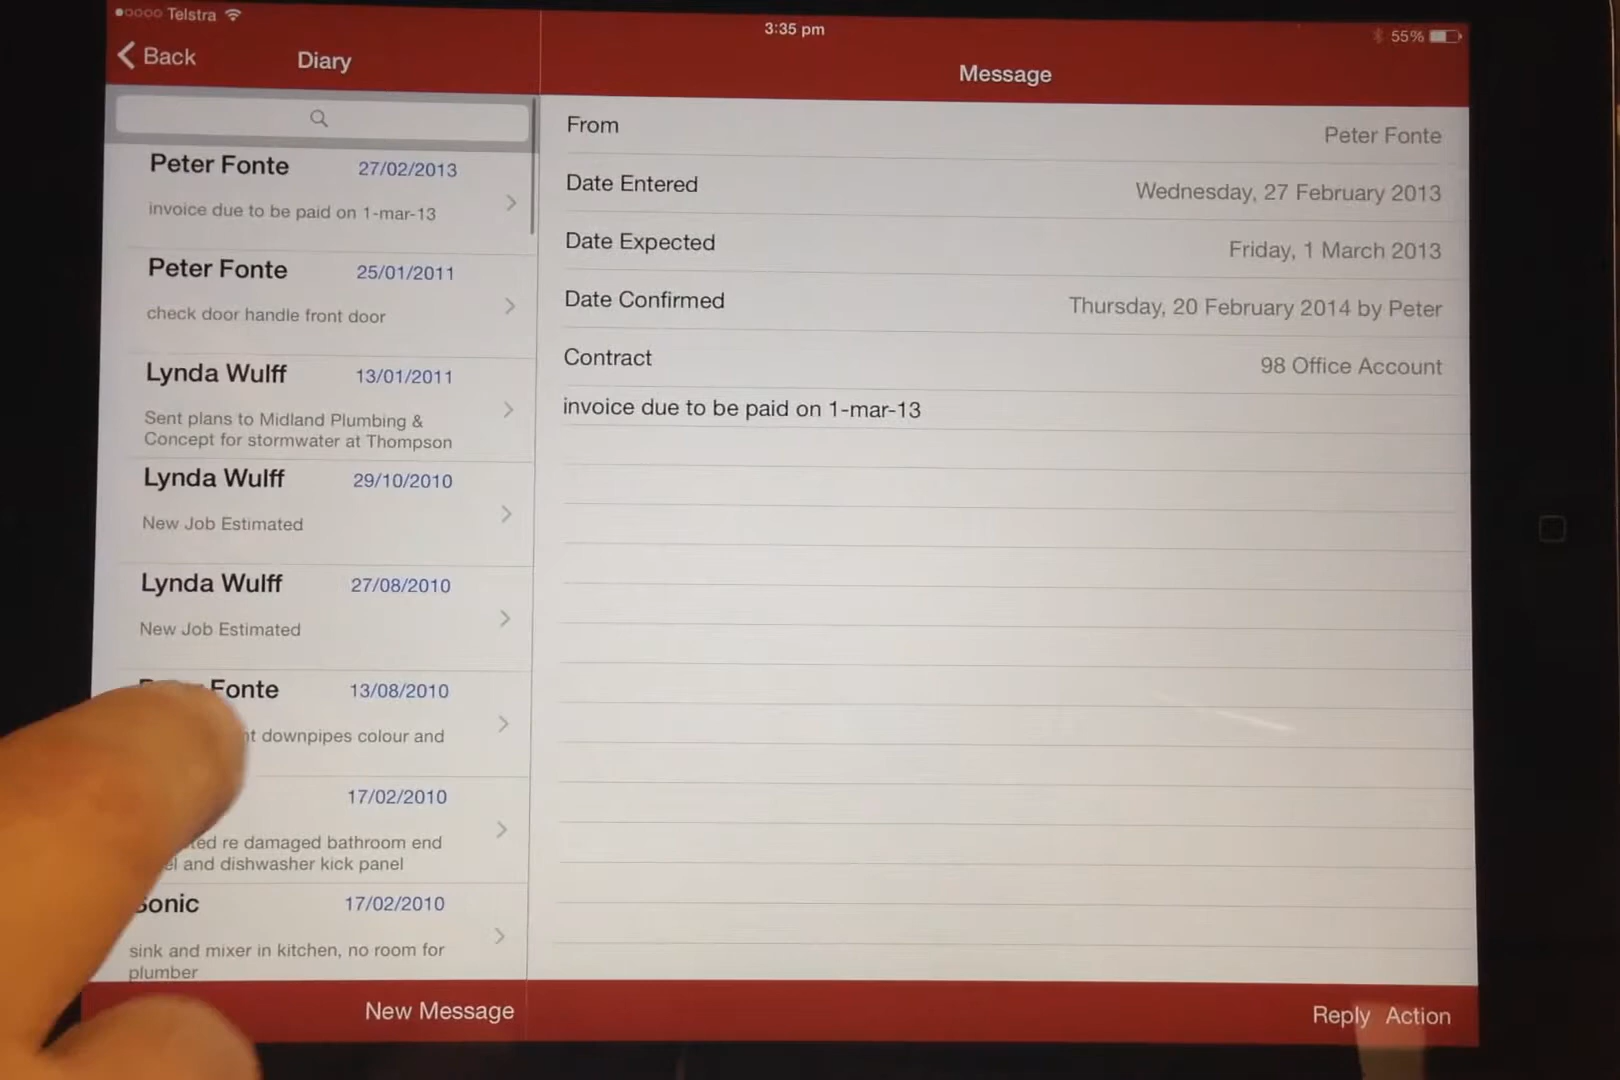 Telstra
3:35 pm
55%
Back
Diary
Message
Peter Fonte 27/02/2013
invoice due to be paid on 1-mar-13
Peter Fonte 25/01/2011
check door handle front door
Lynda Wulff 13/01/2011
Sent plans to Midland Plumbing &
Concept for stormwater at Thompson
Lynda Wulff 29/10/2010
New Job Estimated
Lynda Wulff 27/08/2010
New Job Estimated
Fonte 13/08/2010
downpipes colour and
17/02/2010
re damaged bathroom end
and dishwasher kick panel
Sonic 17/02/2010
sink and mixer in kitchen, no room for
plumber
New Message
From Peter Fonte
Date Entered Wednesday, 27 February 2013
Date Expected Friday, 1 March 2013
Date Confirmed Thursday, 20 February 2014 by Peter
Contract 98 Office Account
invoice due to be paid on 1-mar-13
Reply Action